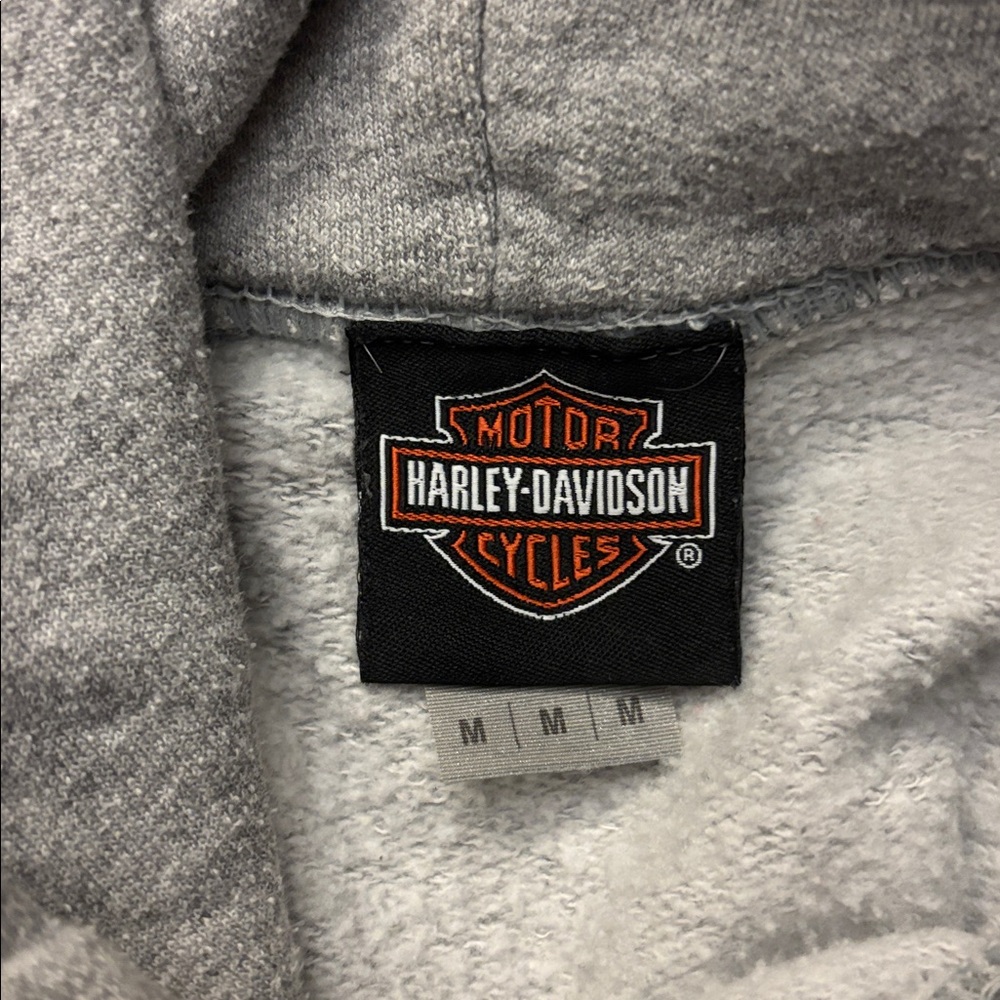 MOTOR
HARLEY-DAVIDSON
CYCLES
®
M | M | M